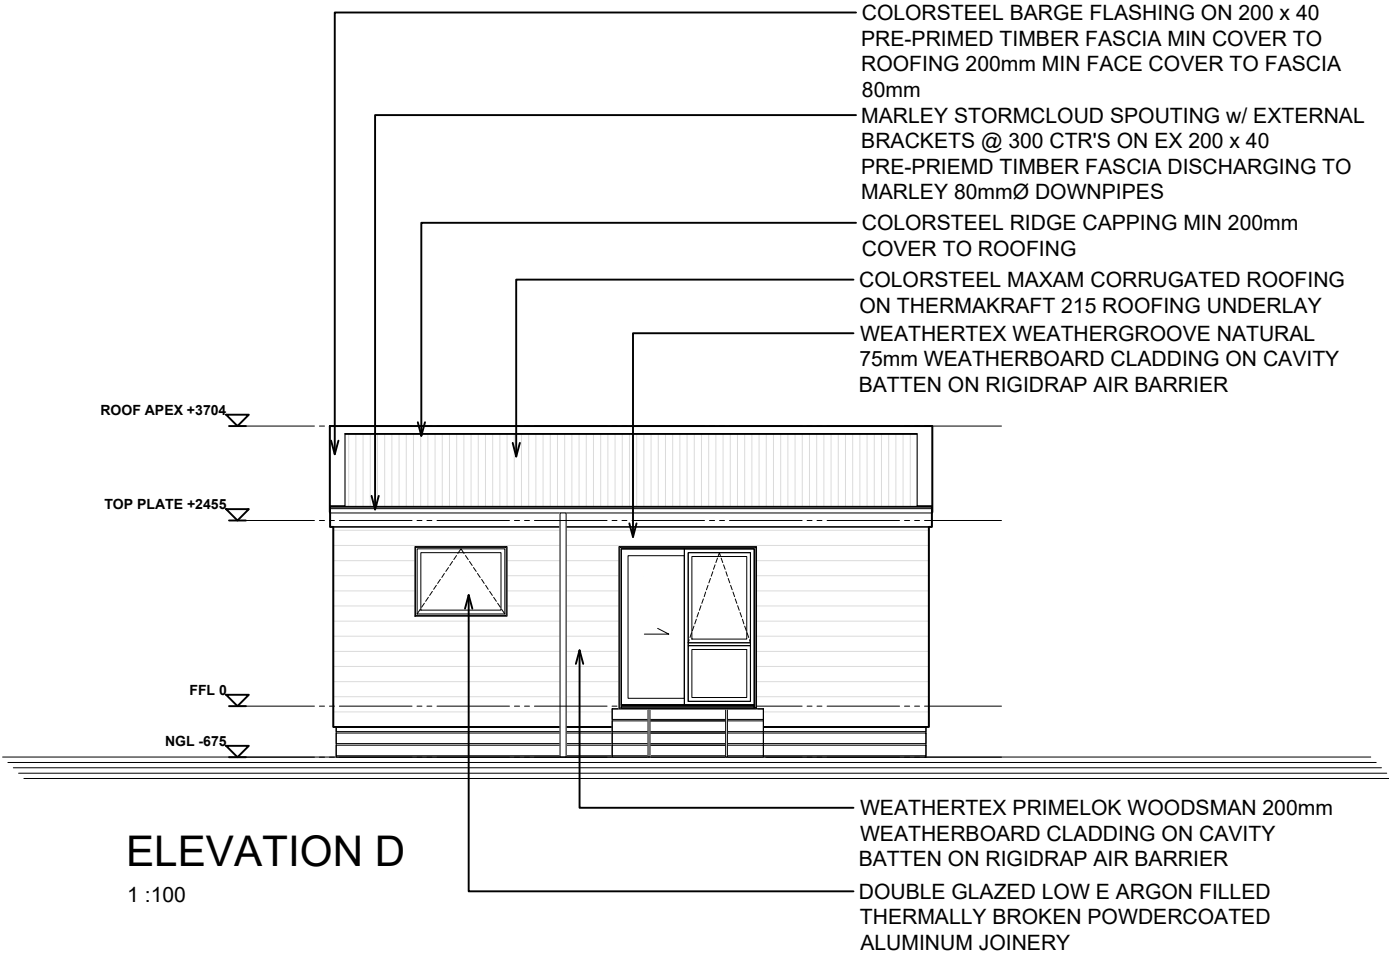 COLORSTEEL BARGE FLASHING ON 200 x 40
PRE-PRIMED TIMBER FASCIA MIN COVER TO
ROOFING 200mm MIN FACE COVER TO FASCIA
80mm
MARLEY STORMCLOUD SPOUTING w/ EXTERNAL
BRACKETS @ 300 CTR'S ON EX 200 x 40
PRE-PRIEMD TIMBER FASCIA DISCHARGING TO
MARLEY 80mmØ DOWNPIPES
COLORSTEEL RIDGE CAPPING MIN 200mm
COVER TO ROOFING
COLORSTEEL MAXAM CORRUGATED ROOFING
ON THERMAKRAFT 215 ROOFING UNDERLAY
WEATHERTEX WEATHERGROOVE NATURAL
75mm WEATHERBOARD CLADDING ON CAVITY
BATTEN ON RIGIDRAP AIR BARRIER
ROOF APEX +3704
TOP PLATE +2455
FFL 0
NGL -675
WEATHERTEX PRIMELOK WOODSMAN 200mm
WEATHERBOARD CLADDING ON CAVITY
BATTEN ON RIGIDRAP AIR BARRIER
DOUBLE GLAZED LOW E ARGON FILLED
THERMALLY BROKEN POWDERCOATED
ALUMINUM JOINERY
ELEVATION D
1 :100